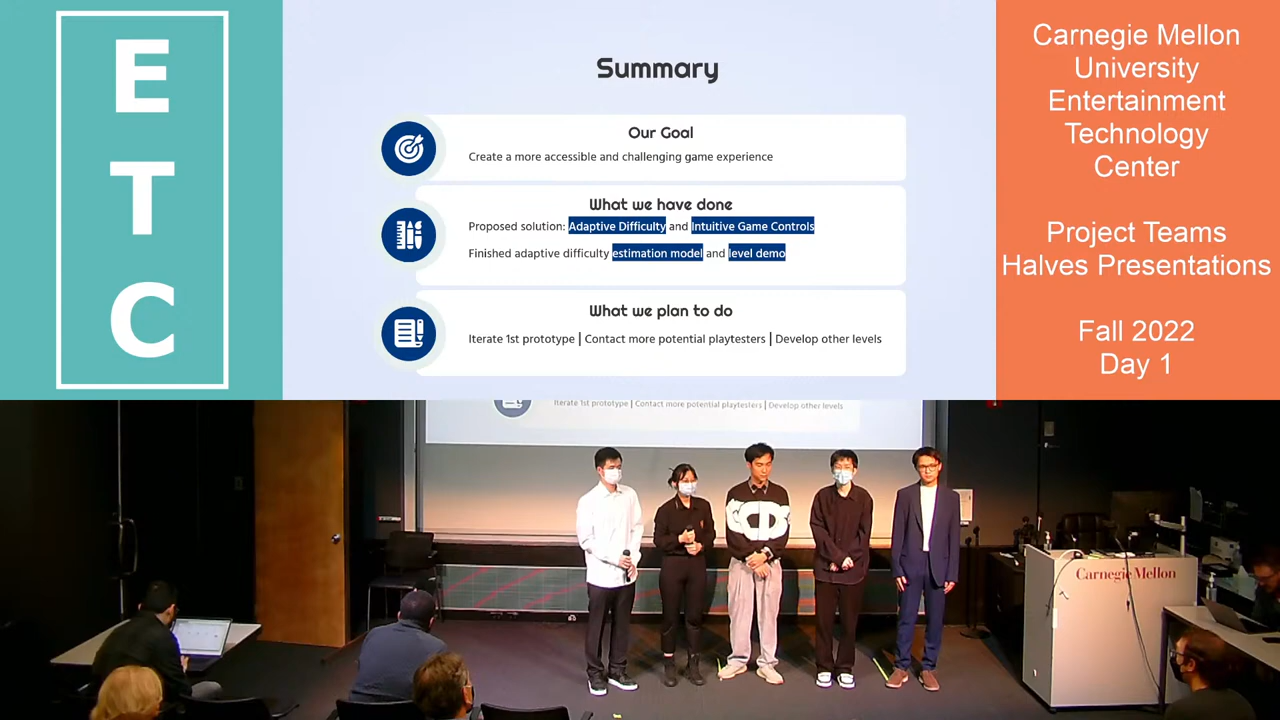 E
T
C
Summary
Our Goal
Create a more accessible and challenging game experience
What we have done
Proposed solution: Adaptive Difficulty and Intuitive Game Controls
Finished adaptive difficulty estimation model and level demo
What we plan to do
Iterate 1st prototype | Contact more potential playtesters | Develop other levels
Carnegie Mellon
University
Entertainment
Technology
Center
Project Teams
Halves Presentations
Fall 2022
Day 1
Iterate 1st prototype | Contact more potential playtesters | Develop other levels
Carnegie Mellon